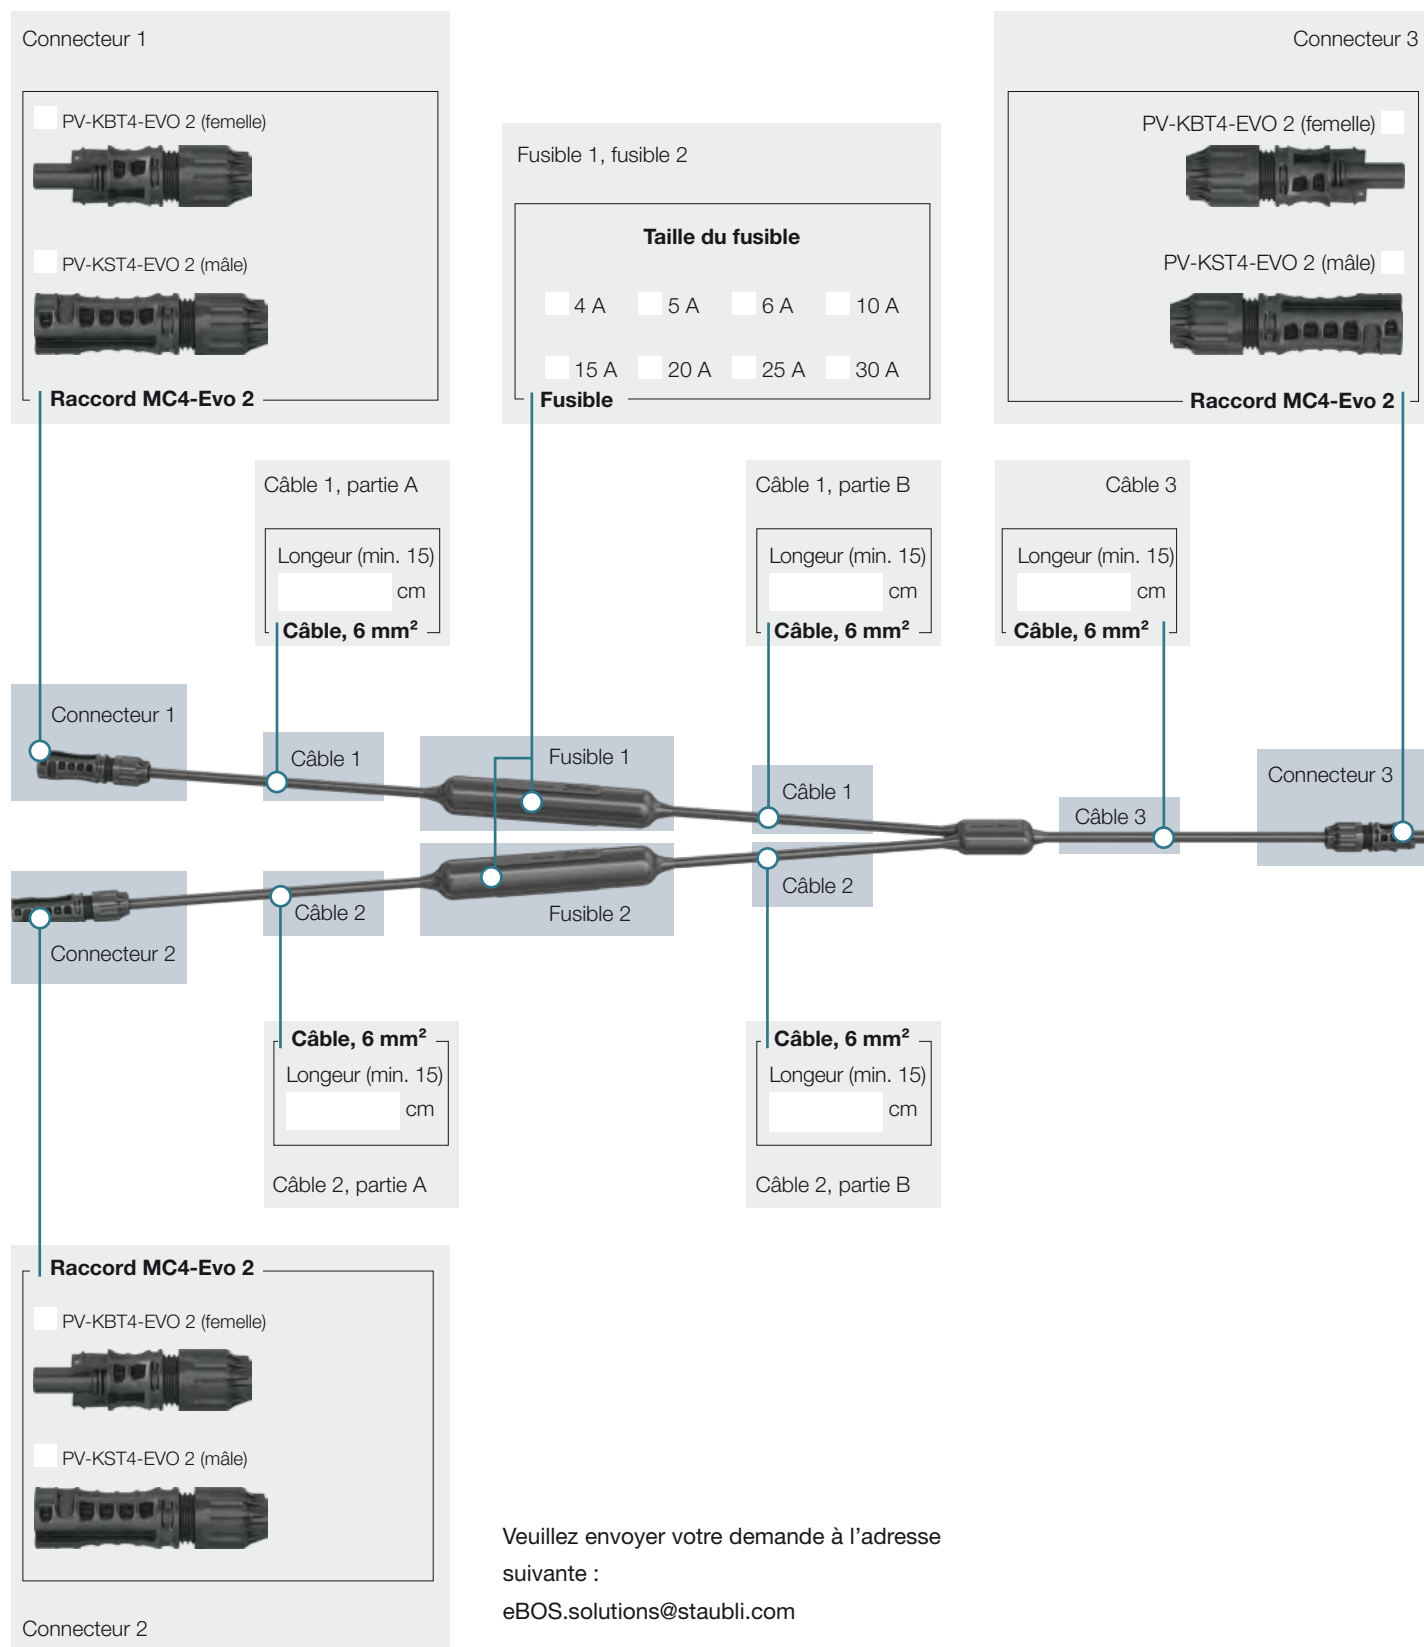 Connecteur 1
PV-KBT4-EVO 2 (femelle)
PV-KST4-EVO 2 (mâle)
Raccord MC4-Evo 2
Fusible 1, fusible 2
Taille du fusible
4 A 5 A 6 A 10 A
15 A 20 A 25 A 30 A
Fusible
Connecteur 3
PV-KBT4-EVO 2 (femelle)
PV-KST4-EVO 2 (mâle)
Raccord MC4-Evo 2
Câble 1, partie A
Longeur (min. 15)
cm
Câble, 6 mm²
Câble 1, partie B
Longeur (min. 15)
cm
Câble, 6 mm²
Câble 3
Longeur (min. 15)
cm
Câble, 6 mm²
Connecteur 1
Câble 1
Fusible 1
Câble 1
Câble 3
Connecteur 3
Connecteur 2
Câble 2
Fusible 2
Câble 2
Câble, 6 mm²
Longeur (min. 15)
cm
Câble 2, partie A
Câble, 6 mm²
Longeur (min. 15)
cm
Câble 2, partie B
Raccord MC4-Evo 2
PV-KBT4-EVO 2 (femelle)
PV-KST4-EVO 2 (mâle)
Connecteur 2
Veuillez envoyer votre demande à l’adresse
suivante :
eBOS.solutions@staubli.com